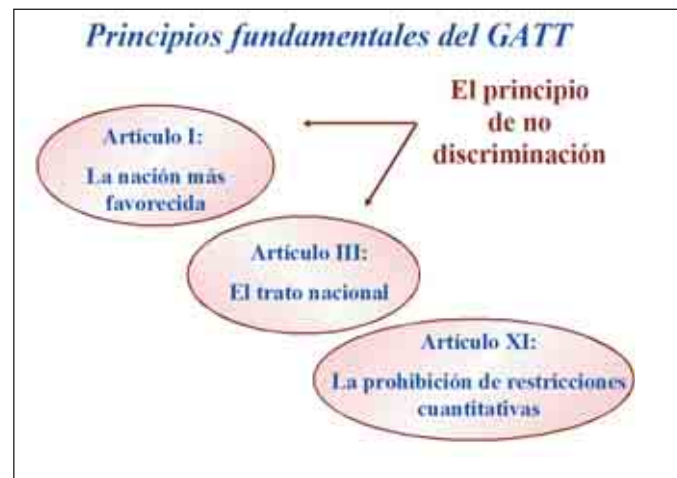 Principios fundamentales del GATT
El principio
de no
discriminación
Artículo I:
La nación más
favorecida
Artículo III:
El trato nacional
Artículo XI:
La prohibición de restricciones
cuantitativas